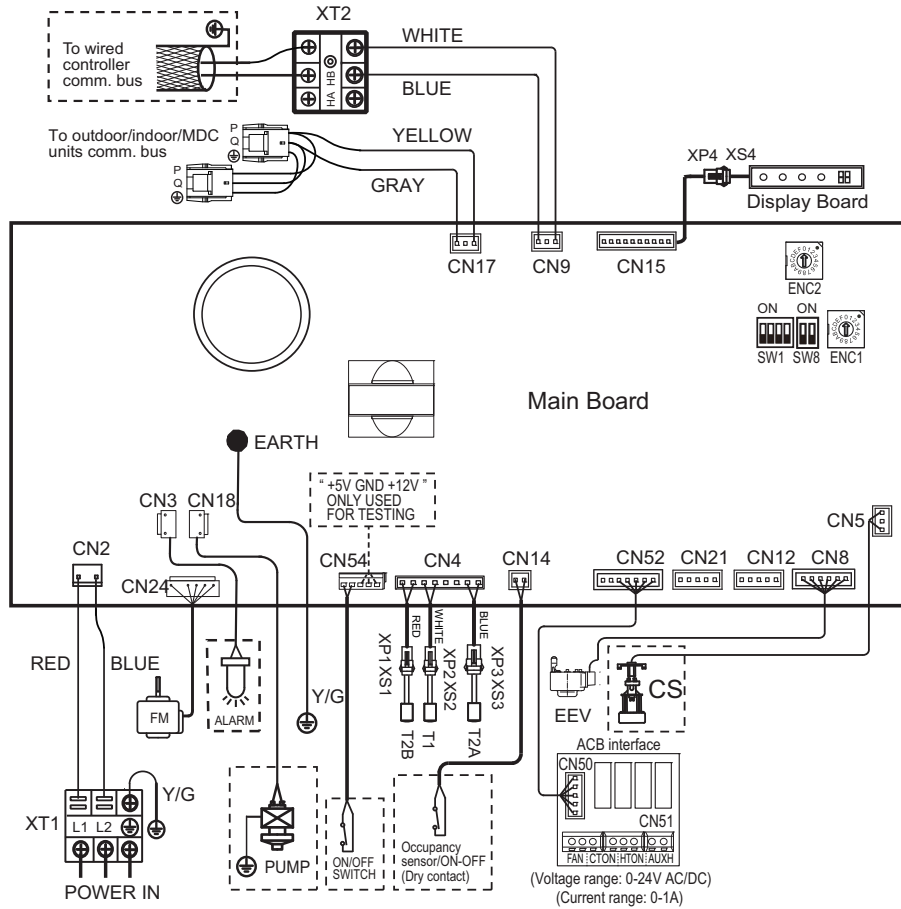 XT2
To wired
controller
comm. bus
WHITE
HB
HA
BLUE
To outdoor/indoor/MDC
units comm. bus
P
Q
P
Q
YELLOW
GRAY
XP4 XS4
Display Board
CN17
CN9
CN15
ENC2
ON
ON
SW1
SW8
ENC1
Main Board
EARTH
" +5V GND +12V "
ONLY USED
FOR TESTING
CN3
CN18
CN5
CN2
CN24
CN54
CN4
CN14
CN52
CN21
CN12
CN8
RED
BLUE
RED
WHITE
BLUE
XP1 XS1
XP2 XS2
XP3 XS3
FM
ALARM
Y/G
T2B
T1
T2A
EEV
CS
ACB interface
CN50
CN51
FAN
CTON
HTON
AUXH
Y/G
XT1
L1
L2
POWER IN
PUMP
ON/OFF
SWITCH
Occupancy
sensor/ON-OFF
(Dry contact)
(Voltage range: 0-24V AC/DC)
(Current range: 0-1A)